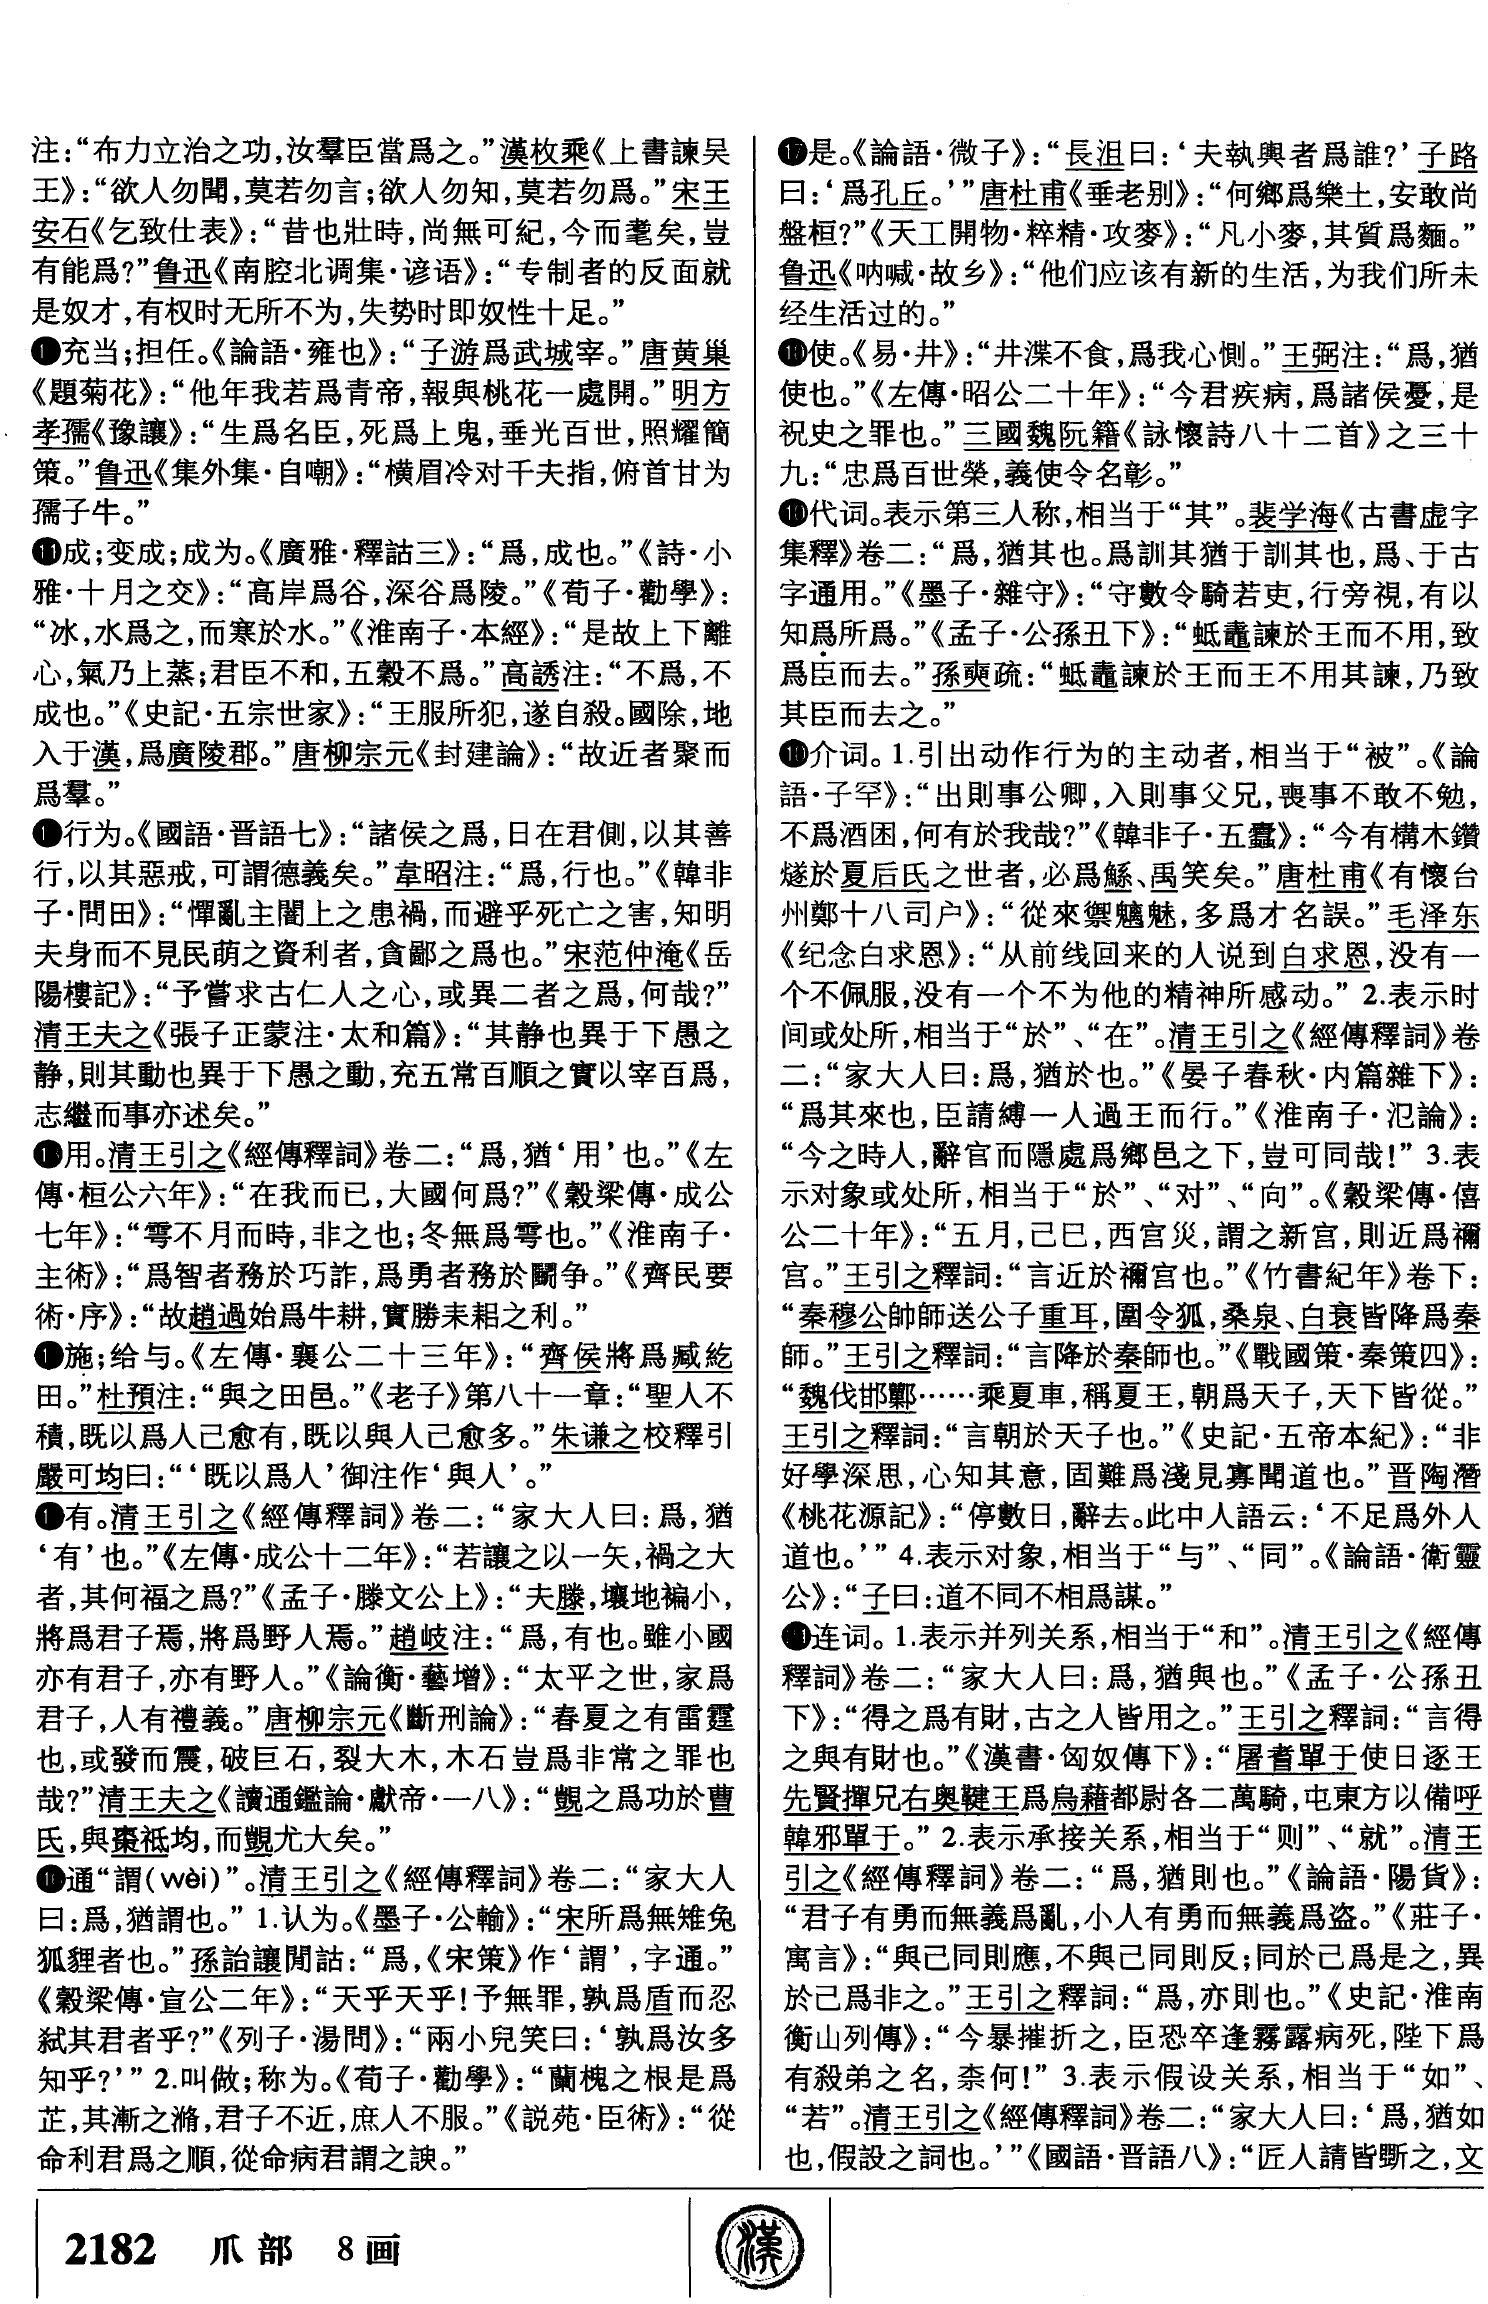 注：“布力立治之功，汝羣臣當爲之。”漢枚乘《上書諫吴
王》：“欲人勿聞，莫若勿言；欲人勿知，莫若勿爲。”宋王
安石《乞致仕表》：“昔也壯時，尚無可紀，今而耄矣，豈
有能爲？”鲁迅《南腔北调集·谚语》：“专制者的反面就
是奴才，有权时无所不为，失势时即奴性十足。”
❶充当；担任。《論語·雍也》：“子游爲武城宰。”唐黄巢
《題菊花》：“他年我若爲青帝，報與桃花一處開。”明方
孝孺《豫讓》：“生爲名臣，死爲上鬼，垂光百世，照耀簡
策。”鲁迅《集外集·自嘲》：“横眉冷对千夫指，俯首甘为
孺子牛。”
⓫成；变成；成为。《廣雅·釋詁三》：“爲，成也。”《詩·小
雅·十月之交》：“高岸爲谷，深谷爲陵。”《荀子·勸學》：
“冰，水爲之，而寒於水。”《淮南子·本經》：“是故上下離
心，氣乃上蒸；君臣不和，五穀不爲。”高誘注：“不爲，不
成也。”《史記·五宗世家》：“王服所犯，遂自殺。國除，地
入于漢，爲廣陵郡。”唐柳宗元《封建論》：“故近者聚而
爲羣。”
❶行为。《國語·晋語七》：“諸侯之爲，日在君側，以其善
行，以其惡戒，可謂德義矣。”韋昭注：“爲，行也。”《韓非
子·問田》：“憚亂主闇上之患禍，而避乎死亡之害，知明
夫身而不見民萌之資利者，貪鄙之爲也。”宋范仲淹《岳
陽樓記》：“予嘗求古仁人之心，或異二者之爲，何哉？”
清王夫之《張子正蒙注·太和篇》：“其静也異于下愚之
静，則其動也異于下愚之動，充五常百順之實以宰百爲，
志繼而事亦述矣。”
❶用。清王引之《經傳釋詞》卷二：“爲，猶‘用’也。”《左
傳·桓公六年》：“在我而已，大國何爲？”《穀梁傳·成公
七年》：“雩不月而時，非之也；冬無爲雩也。”《淮南子·
主術》：“爲智者務於巧詐，爲勇者務於鬭争。”《齊民要
術·序》：“故趙過始爲牛耕，實勝耒耜之利。”
❶施；给与。《左傳·襄公二十三年》：“齊侯將爲臧紇
田。”杜預注：“與之田邑。”《老子》第八十一章：“聖人不
積，既以爲人己愈有，既以與人己愈多。”朱谦之校釋引
嚴可均曰：“‘既以爲人’御注作‘與人’。”
❶有。清王引之《經傳釋詞》卷二：“家大人曰：爲，猶
‘有’也。”《左傳·成公十二年》：“若讓之以一矢，禍之大
者，其何福之爲？”《孟子·滕文公上》：“夫滕，壤地褊小，
將爲君子焉，將爲野人焉。”趙岐注：“爲，有也。雖小國
亦有君子，亦有野人。”《論衡·藝增》：“太平之世，家爲
君子，人有禮義。”唐柳宗元《斷刑論》：“春夏之有雷霆
也，或發而震，破巨石，裂大木，木石豈爲非常之罪也
哉？”清王夫之《讀通鑑論·獻帝·一八》：“覬之爲功於曹
氏，與棗祗均，而覬尤大矣。”
❶通“謂（wèi）”。清王引之《經傳釋詞》卷二：“家大人
曰：爲，猶謂也。” 1.认为。《墨子·公輸》：“宋所爲無雉兔
狐貍者也。”孫詒讓閒詁：“爲，《宋策》作‘謂’，字通。”
《穀梁傳·宣公二年》：“天乎天乎！予無罪，孰爲盾而忍
弑其君者乎？”《列子·湯問》：“兩小兒笑曰：‘孰爲汝多
知乎？’” 2.叫做；称为。《荀子·勸學》：“蘭槐之根是爲
芷，其漸之滫，君子不近，庶人不服。”《説苑·臣術》：“從
命利君爲之順，從命病君謂之諛。”
⓱是。《論語·微子》：“長沮曰：‘夫執輿者爲誰？’子路
曰：‘爲孔丘。’”唐杜甫《垂老别》：“何鄉爲樂土，安敢尚
盤桓？”《天工開物·粹精·攻麥》：“凡小麥，其質爲麵。”
鲁迅《呐喊·故乡》：“他们应该有新的生活，为我们所未
经生活过的。”
⓲使。《易·井》：“井渫不食，爲我心惻。”王弼注：“爲，猶
使也。”《左傳·昭公二十年》：“今君疾病，爲諸侯憂，是
祝史之罪也。”三國魏阮籍《詠懷詩八十二首》之三十
九：“忠爲百世榮，義使令名彰。”
⓳代词。表示第三人称，相当于“其”。裴学海《古書虚字
集釋》卷二：“爲，猶其也。爲訓其猶于訓其也，爲、于古
字通用。”《墨子·雜守》：“守數令騎若吏，行旁視，有以
知爲所爲。”《孟子·公孫丑下》：“蚳鼃諫於王而不用，致
爲臣而去。”孫奭疏：“蚳鼃諫於王而王不用其諫，乃致
其臣而去之。”
⓴介词。1.引出动作行为的主动者，相当于“被”。《論
語·子罕》：“出則事公卿，入則事父兄，喪事不敢不勉，
不爲酒困，何有於我哉？”《韓非子·五蠹》：“今有構木鑽
燧於夏后氏之世者，必爲鯀、禹笑矣。”唐杜甫《有懷台
州鄭十八司户》：“從來禦魑魅，多爲才名誤。”毛泽东
《纪念白求恩》：“从前线回来的人说到白求恩，没有一
个不佩服，没有一个不为他的精神所感动。” 2.表示时
间或处所，相当于“於”、“在”。清王引之《經傳釋詞》卷
二：“家大人曰：爲，猶於也。”《晏子春秋·内篇雜下》：
“爲其來也，臣請縛一人過王而行。”《淮南子·氾論》：
“今之時人，辭官而隱處爲鄉邑之下，豈可同哉！” 3.表
示对象或处所，相当于“於”、“对”、“向”。《穀梁傳·僖
公二十年》：“五月，己巳，西宫災，謂之新宫，則近爲禰
宫。”王引之釋詞：“言近於禰宫也。”《竹書紀年》卷下：
“秦穆公帥師送公子重耳，圍令狐，桑泉、臼衰皆降爲秦
師。”王引之釋詞：“言降於秦師也。”《戰國策·秦策四》：
“魏伐邯鄲……乘夏車，稱夏王，朝爲天子，天下皆從。”
王引之釋詞：“言朝於天子也。”《史記·五帝本紀》：“非
好學深思，心知其意，固難爲淺見寡聞道也。”晋陶潛
《桃花源記》：“停數日，辭去。此中人語云：‘不足爲外人
道也。’” 4.表示对象，相当于“与”、“同”。《論語·衛靈
公》：“子曰：道不同不相爲謀。”
㉑连词。1.表示并列关系，相当于“和”。清王引之《經傳
釋詞》卷二：“家大人曰：爲，猶與也。”《孟子·公孫丑
下》：“得之爲有財，古之人皆用之。”王引之釋詞：“言得
之與有財也。”《漢書·匈奴傳下》：“屠耆單于使日逐王
先賢撣兄右奥鞬王爲烏藉都尉各二萬騎，屯東方以備呼
韓邪單于。” 2.表示承接关系，相当于“则”、“就”。清王
引之《經傳釋詞》卷二：“爲，猶則也。”《論語·陽貨》：
“君子有勇而無義爲亂，小人有勇而無義爲盗。”《莊子·
寓言》：“與己同則應，不與己同則反；同於己爲是之，異
於己爲非之。”王引之釋詞：“爲，亦則也。”《史記·淮南
衡山列傳》：“今暴摧折之，臣恐卒逢霧露病死，陛下爲
有殺弟之名，柰何！” 3.表示假设关系，相当于“如”、
“若”。清王引之《經傳釋詞》卷二：“家大人曰：‘爲，猶如
也，假設之詞也。’”《國語·晋語八》：“匠人請皆斲之，文
2182 爪部 8画
漢